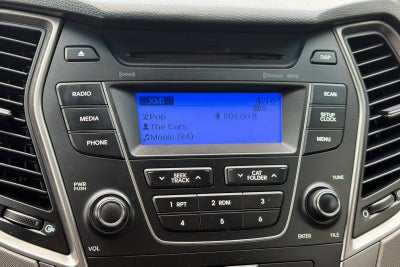 DISP
RADIO
MEDIA
PHONE
SCAN
SETUP
CLOCK
MENU
XM1
Pop
80s on 8
The Cars
Magic (84)
SEEK
TRACK
CAT
FOLDER
PWR
PUSH
VOL
TUNE
ENTER
FILE
1 RPT
2 RDM
3
4
5
6